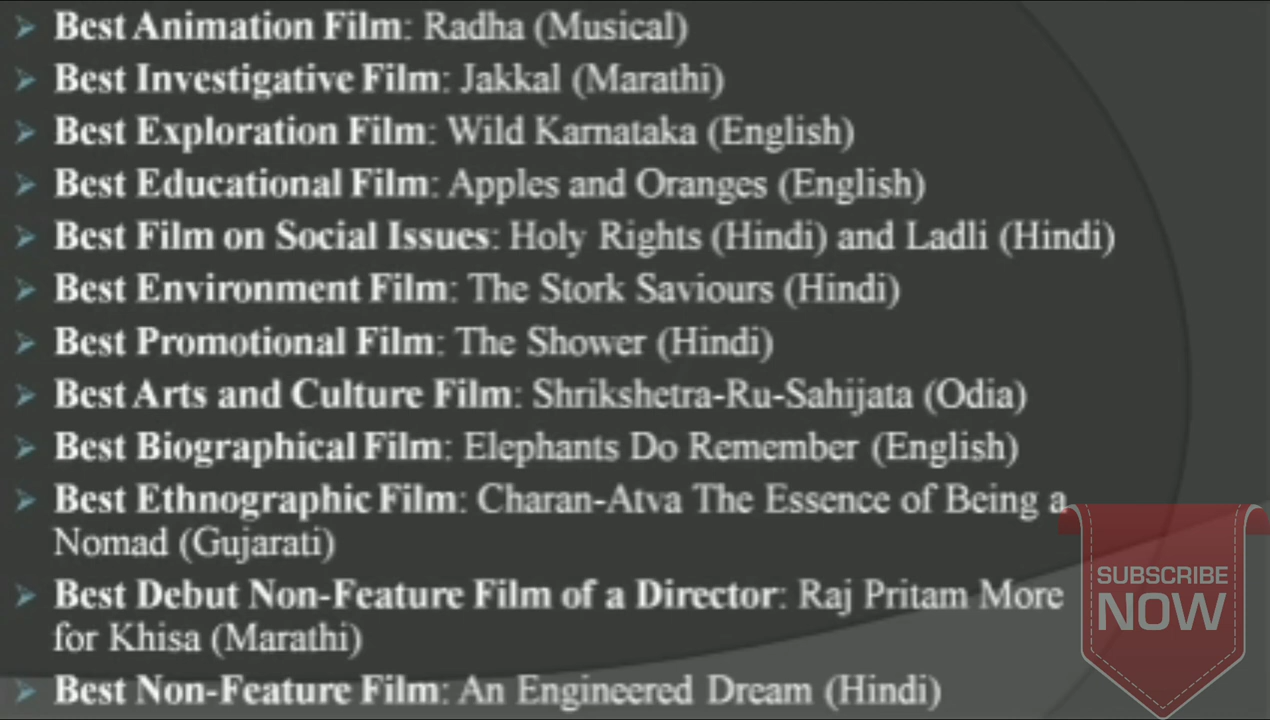 ➢ Best Animation Film: Radha (Musical)
➢ Best Investigative Film: Jakkal (Marathi)
➢ Best Exploration Film: Wild Karnataka (English)
➢ Best Educational Film: Apples and Oranges (English)
➢ Best Film on Social Issues: Holy Rights (Hindi) and Ladli (Hindi)
➢ Best Environment Film: The Stork Saviours (Hindi)
➢ Best Promotional Film: The Shower (Hindi)
➢ Best Arts and Culture Film: Shrikshetra-Ru-Sahijata (Odia)
➢ Best Biographical Film: Elephants Do Remember (English)
➢ Best Ethnographic Film: Charan-Atva The Essence of Being a
Nomad (Gujarati)
➢ Best Debut Non-Feature Film of a Director: Raj Pritam More
for Khisa (Marathi)
➢ Best Non-Feature Film: An Engineered Dream (Hindi)
SUBSCRIBE
NOW